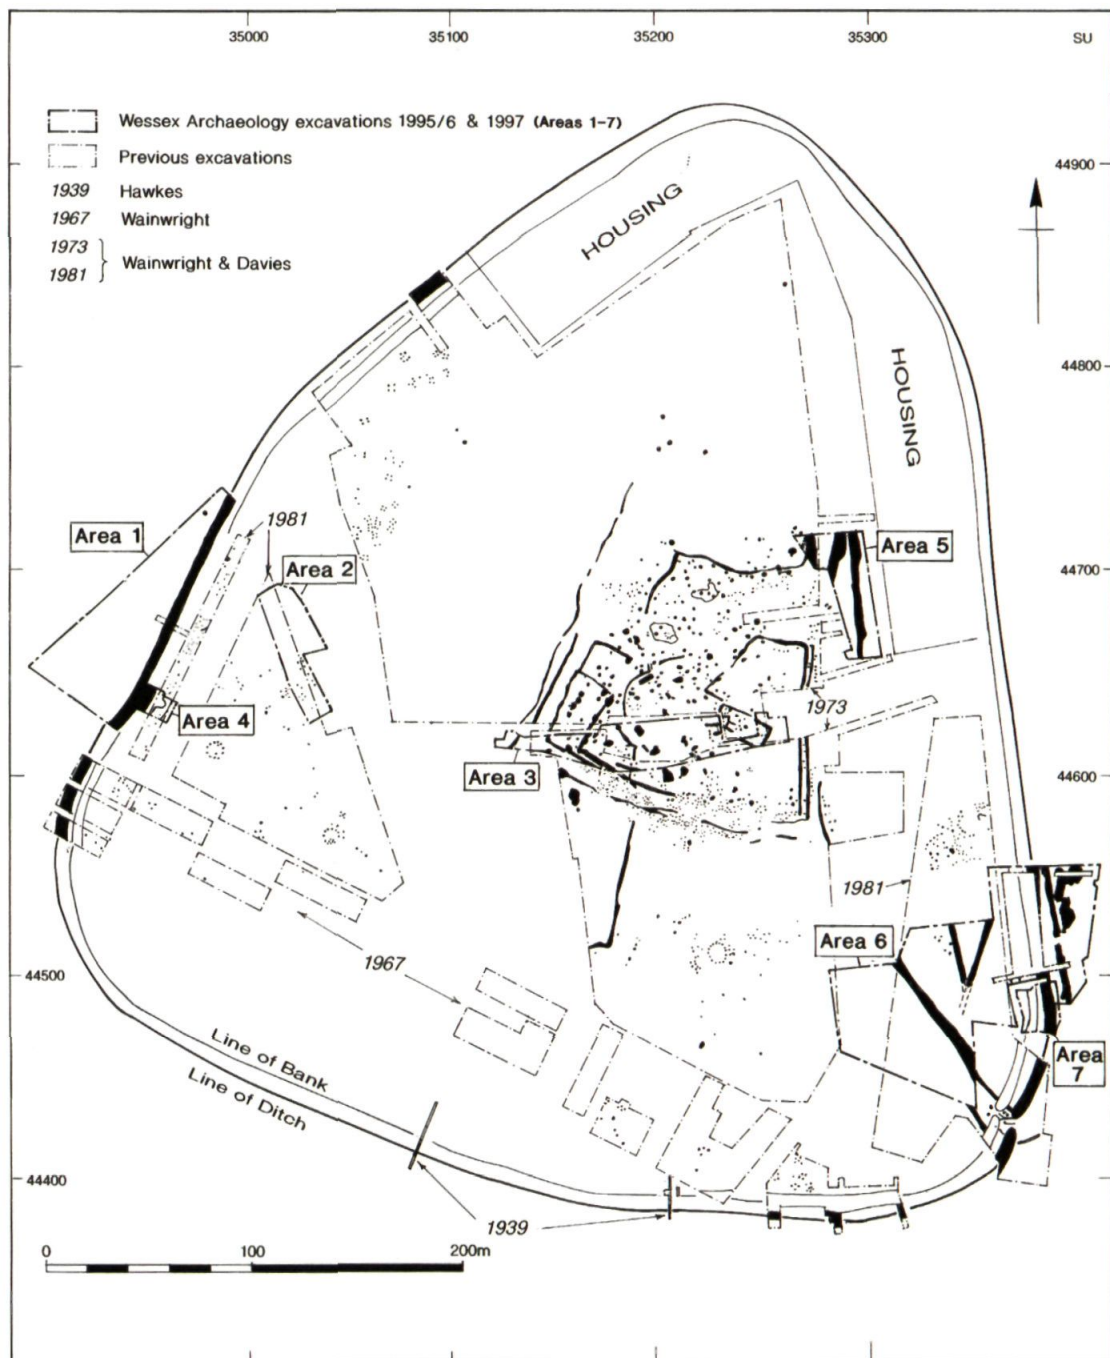 35000
35100
35200
35300
SU
Wessex Archaeology excavations 1995/6 & 1997 (Areas 1-7)
Previous excavations
1939 Hawkes
1967 Wainwright
1973
1981
Wainwright & Davies
44900
HOUSING
HOUSING
44800
1981
Area 1
Area 2
Area 5
44700
1973
Area 4
Area 3
44600
1981
Area 6
1967
44500
Area
7
Line of Bank
Line of Ditch
44400
1939
0
100
200m